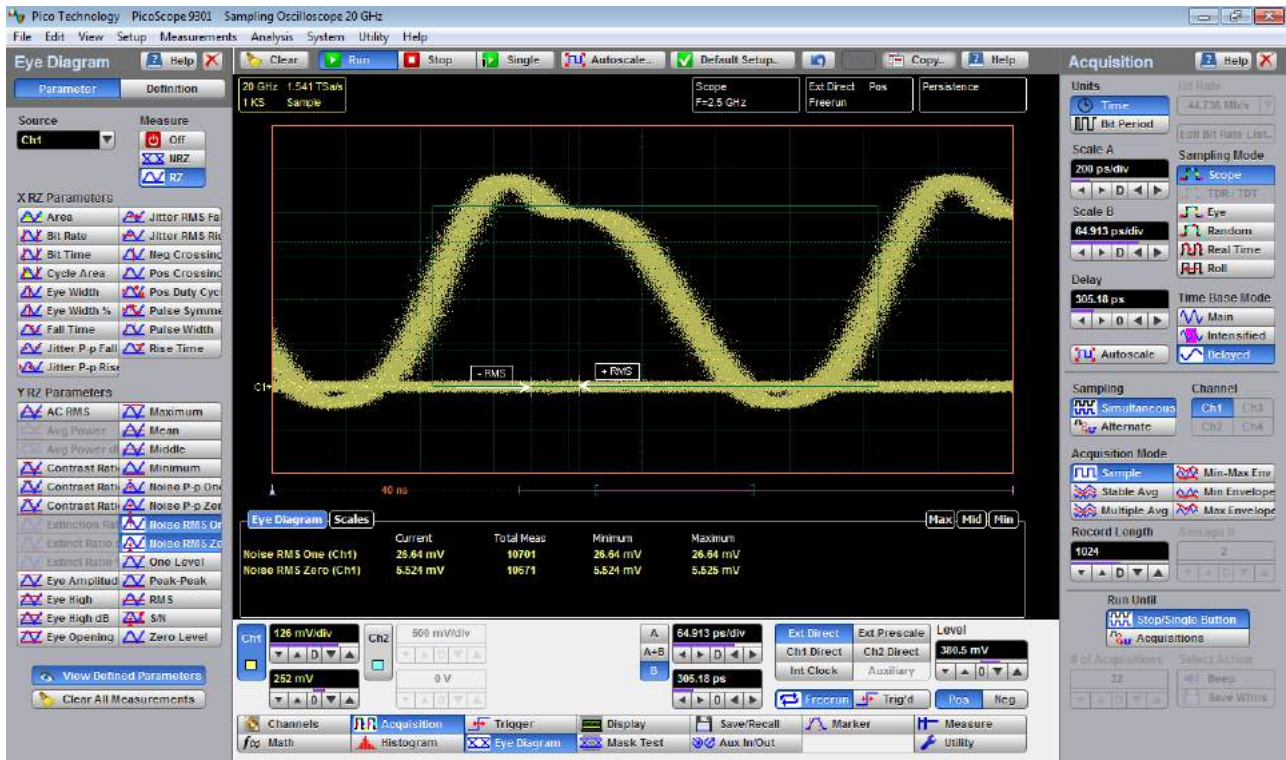 Pico Technology PicoScope 9301 Sampling Oscilloscope 20 GHz
File Edit View Setup Measurements Analysis System Utility Help
Eye Diagram Help
Parameter Definition
Source Measure
Ch1 Off
NRZ
RZ
X RZ Parameters
Area Jitter RMS Fal
Bit Rate Jitter RMS Ris
Bit Time Neg Crossing
Cycle Area Pos Crossing
Eye Width Pos Duty Cyc
Eye Width % Pulse Symme
Fall Time Pulse Width
Jitter P-p Fall Rise Time
Jitter P-p Rise
Y RZ Parameters
AC RMS Maximum
Avg Power Mean
Avg Power d Middle
Contrast Rati Minimum
Contrast Rati Noise P-p One
Contrast Rati Noise P-p Zer
Extinction Rat Noise RMS On
Extinct Ratio Noise RMS Ze
Extinct Ratio One Level
Eye Amplitud Peak-Peak
Eye High RMS
Eye High dB S/N
Eye Opening Zero Level
View Defined Parameters
Clear All Measurements
Clear Run Stop Single Autoscale... Default Setup... Copy... Help
20 GHz 1.541 TSa/s
1 KS Sample
Scope
F=2.5 GHz
Ext Direct Pos
Freerun
Persistence
C1
- RMS
+ RMS
40 ns
Eye Diagram Scales Max Mid Min
Current Total Meas Minimum Maximum
Noise RMS One (Ch1) 26.64 mV 10701 26.64 mV 26.64 mV
Noise RMS Zero (Ch1) 5.524 mV 10671 5.524 mV 5.525 mV
Ch1 126 mV/div Ch2 500 mV/div
D
252 mV 0 V
0
A 64.913 ps/div
A+B D
B 305.18 ps
0
Ext Direct Ext Prescale Level
Ch1 Direct Ch2 Direct 380.5 mV
Int Clock Auxiliary 0
Freerun Trig'd Pos Neg
Channels Acquisition Trigger Display Save/Recall Marker Measure
Math Histogram Eye Diagram Mask Test Aux In/Out Utility
Acquisition Help
Units Bit Rate
Time 44.736 Mb/s
Bit Period Edit Bit Rate List...
Scale A Sampling Mode
200 ps/div Scope
D TDR / TDT
Scale B Eye
64.913 ps/div Random
D Real Time
Roll
Delay
305.18 ps Time Base Mode
0 Main
Intensified
Autoscale Delayed
Sampling Channel
Simultaneous Ch1 Ch3
Alternate Ch2 Ch4
Acquisition Mode
Sample Min-Max Env
Stable Avg Min Envelope
Multiple Avg Max Envelope
Record Length Average N
1024 2
D
Run Until
Stop/Single Button
Acquisitions
# of Acquisitions Select Action
32 Beep
Save Wfms